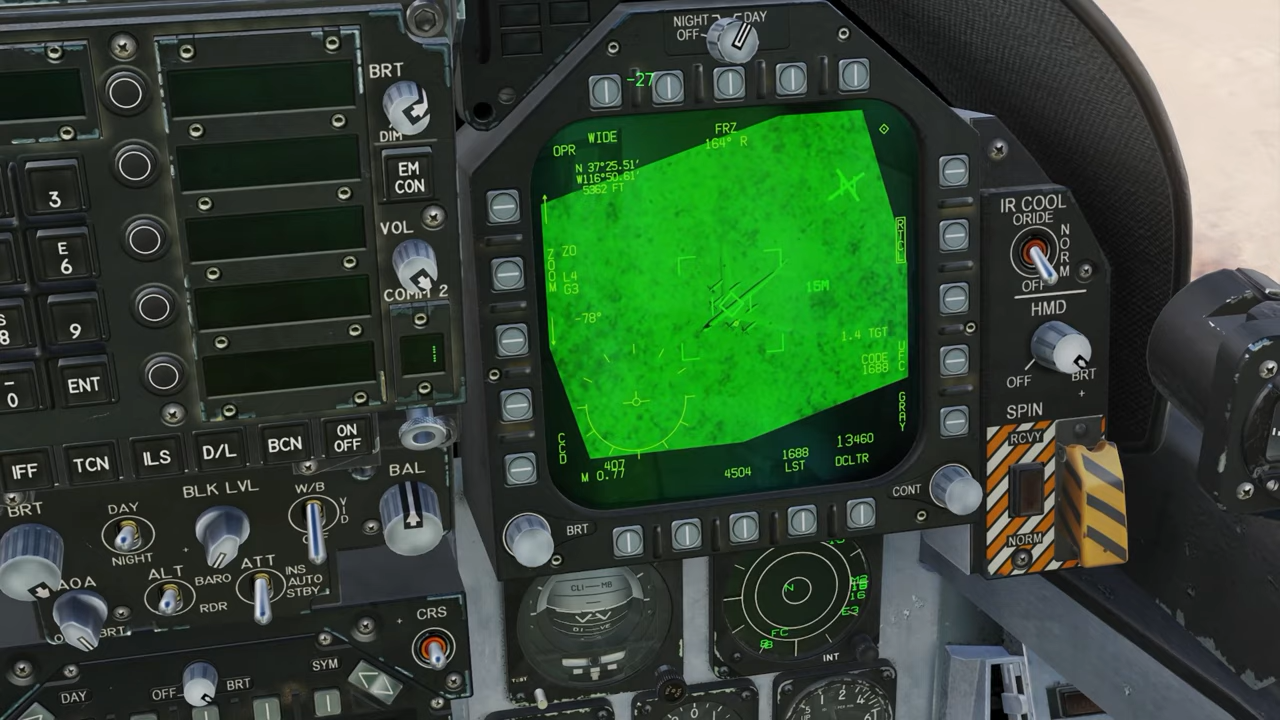 NIGHT
DAY
OFF
-27
BRT
DIM
EM
CON
VOL
COMM 2
3
E
6
9
8
ENT
—
0
IFF
TCN
ILS
D/L
BCN
ON
OFF
OPR
WIDE
FRZ
164° R
N 37°25.51'
W116°50.61'
5362 FT
RTCL
ZOOM
Z0
L4
G3
-78°
15M
1.4 TGT
CODE
1688
UFC
GRAY
CCD
407
M 0.77
4504
1688
LST
13460
DCLTR
IR COOL
ORIDE
NORM
OFF
HMD
OFF
BRT
+
SPIN
RCVY
NORM
BRT
CONT
BRT
DAY
NIGHT
BLK LVL
W/B
BAL
AOA
ALT
BARO
RDR
ATT
INS
AUTO
STBY
CRS
DAY
OFF
BRT
SYM
CLI
MB
DIVE
N
FC
INT